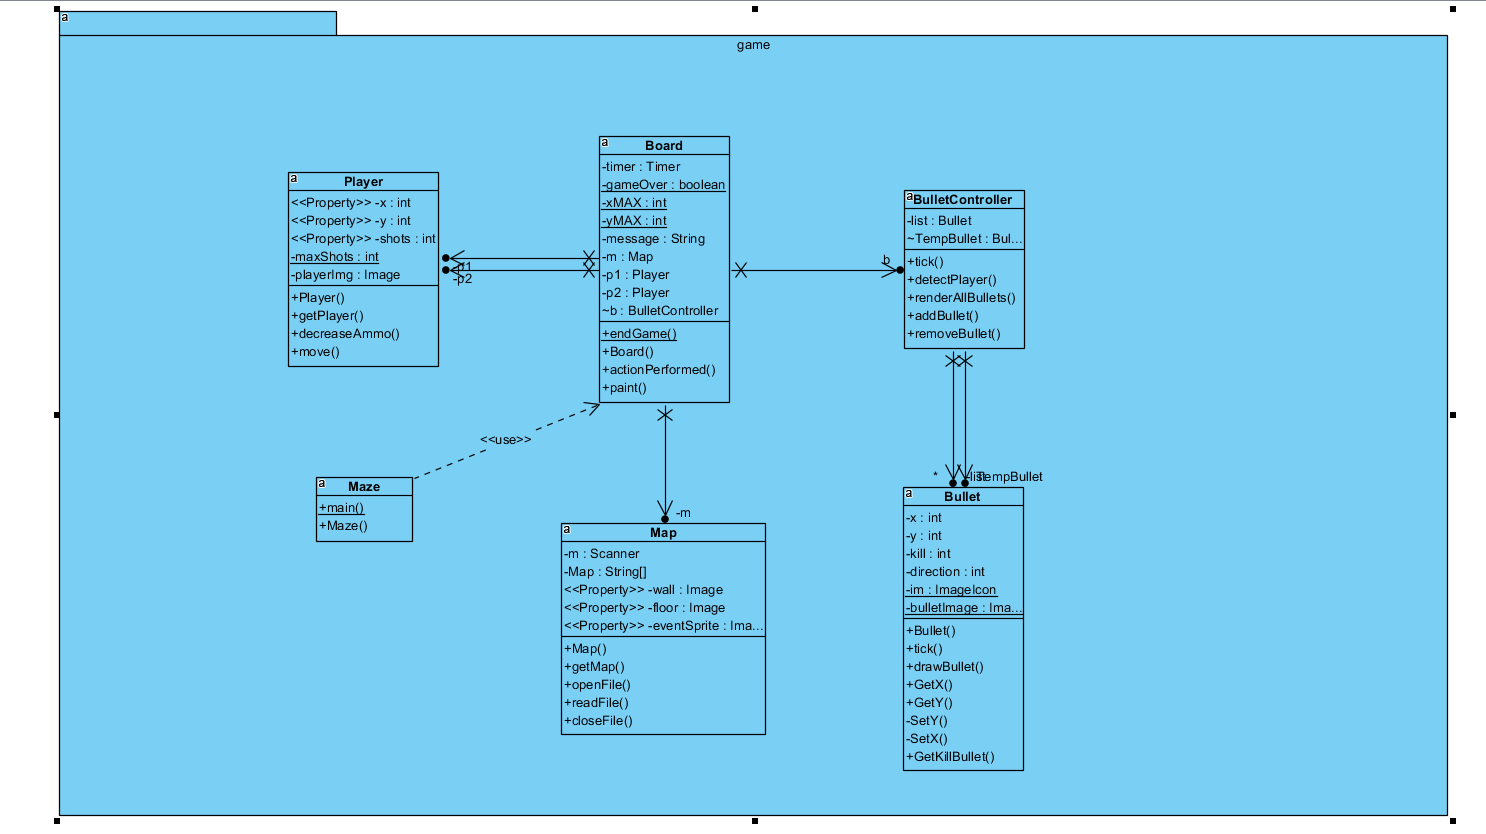 a
game
a
Player
<<Property>> -x : int
<<Property>> -y : int
<<Property>> -shots : int
-maxShots : int
-playerImg : Image
+Player()
+getPlayer()
+decreaseAmmo()
+move()
-p1
-p2
a
Board
-timer : Timer
-gameOver : boolean
-xMAX : int
-yMAX : int
-message : String
-m : Map
-p1 : Player
-p2 : Player
~b : BulletController
+endGame()
+Board()
+actionPerformed()
+paint()
b
a
BulletController
-list : Bullet
~TempBullet : Bul...
+tick()
+detectPlayer()
+renderAllBullets()
+addBullet()
+removeBullet()
<<use>>
a
Maze
+main()
+Maze()
-m
a
Map
-m : Scanner
-Map : String[]
<<Property>> -wall : Image
<<Property>> -floor : Image
<<Property>> -eventSprite : Ima...
+Map()
+getMap()
+openFile()
+readFile()
+closeFile()
*
-list
TempBullet
a
Bullet
-x : int
-y : int
-kill : int
-direction : int
-im : ImageIcon
-bulletImage : Ima...
+Bullet()
+tick()
+drawBullet()
+GetX()
+GetY()
-SetY()
-SetX()
+GetKillBullet()